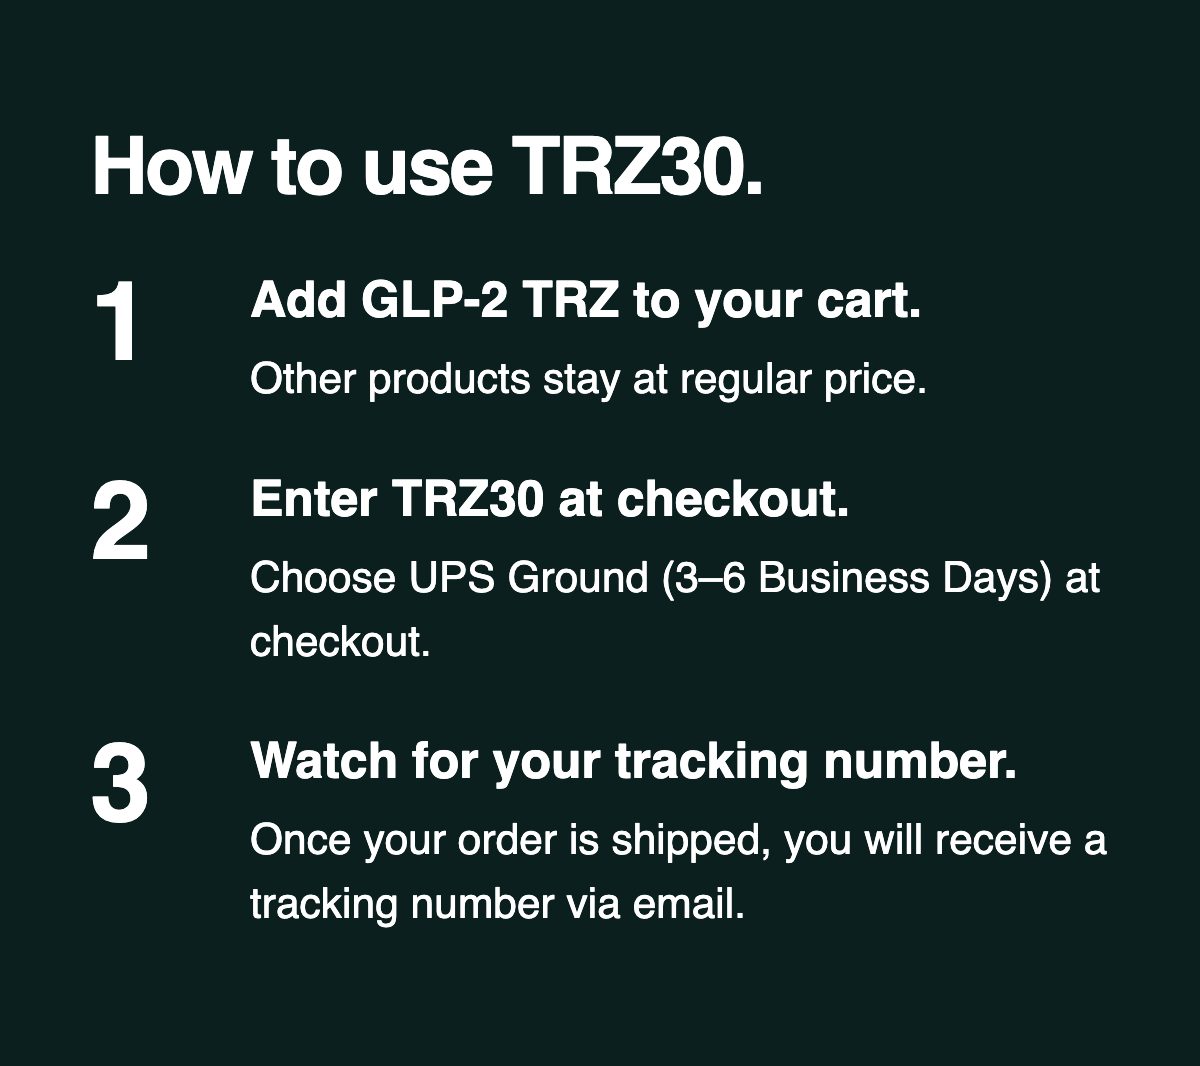 How to use TRZ30.
1
Add GLP-2 TRZ to your cart.
Other products stay at regular price.
2
Enter TRZ30 at checkout.
Choose UPS Ground (3–6 Business Days) at
checkout.
3
Watch for your tracking number.
Once your order is shipped, you will receive a
tracking number via email.